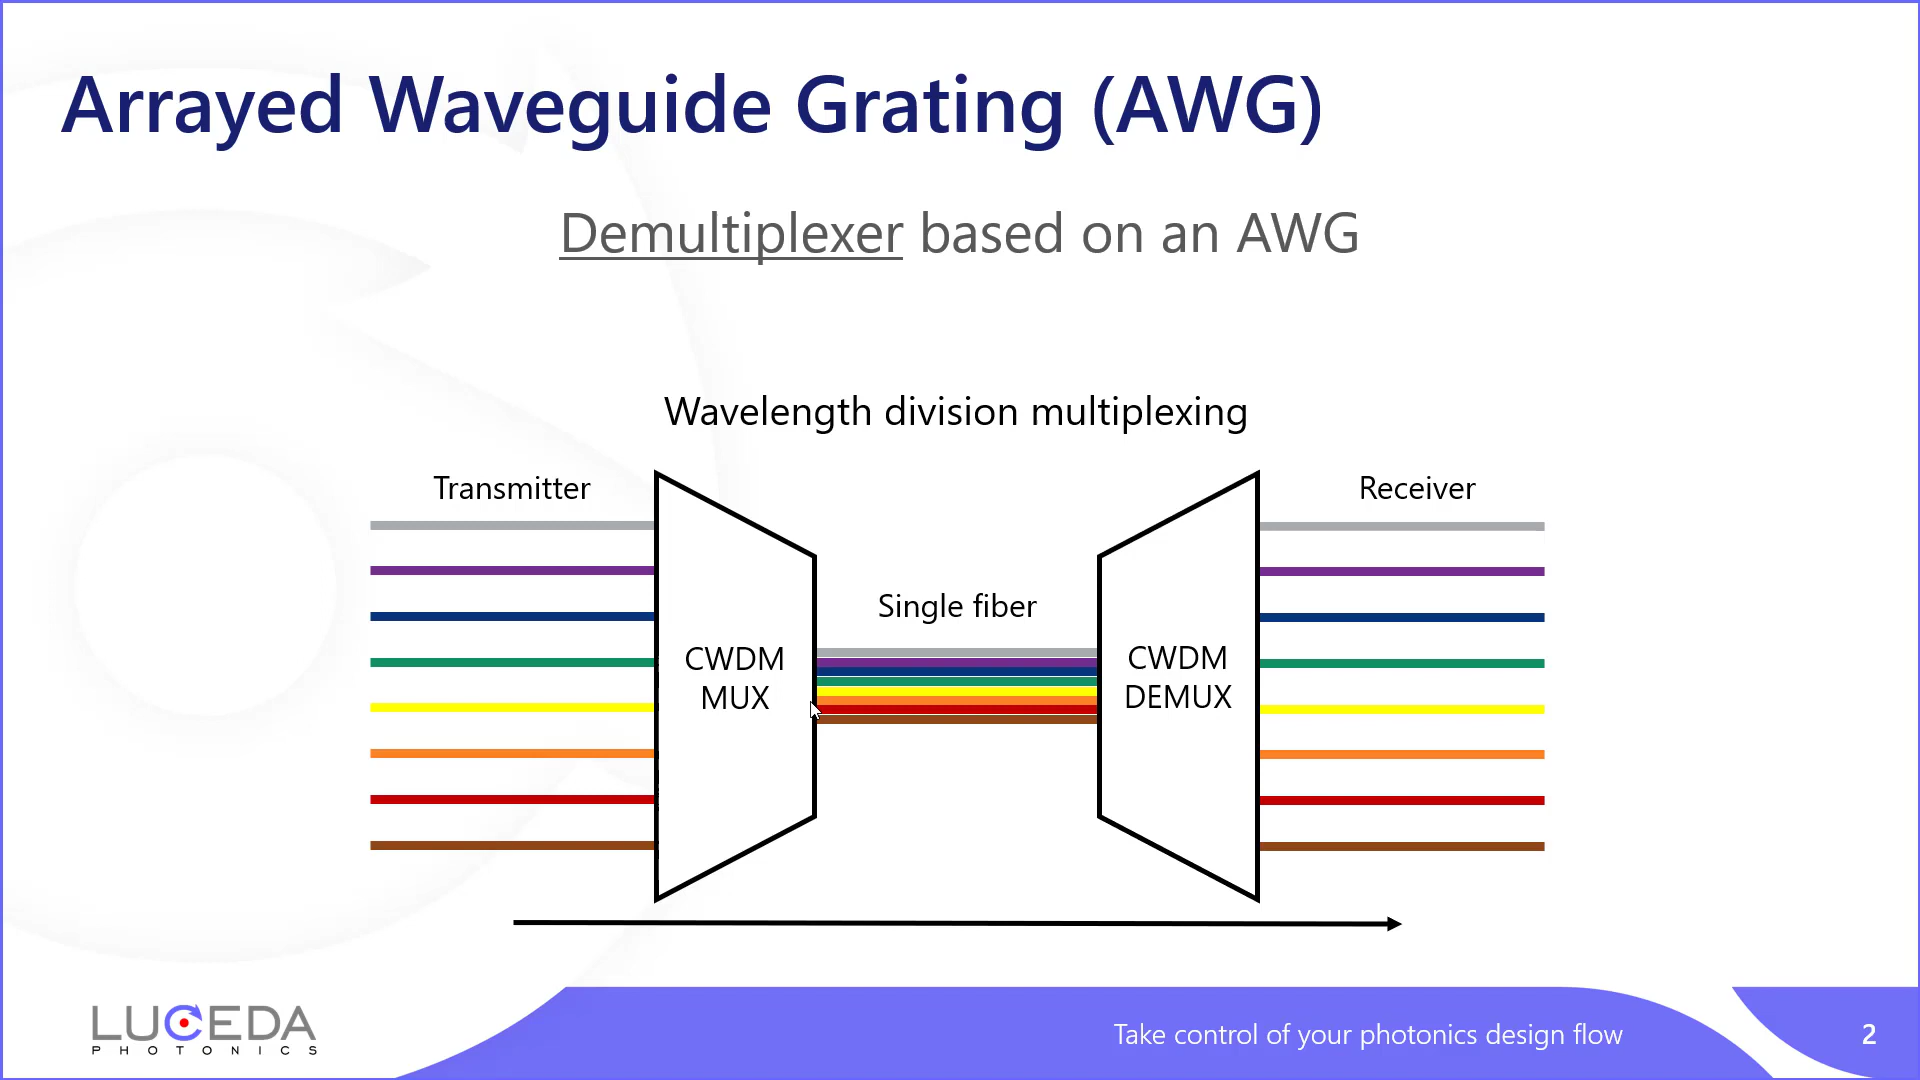 Arrayed Waveguide Grating (AWG)
Demultiplexer based on an AWG
Wavelength division multiplexing
Transmitter
Receiver
Single fiber
CWDM
MUX
CWDM
DEMUX
LUCEDA
PHOTONICS
Take control of your photonics design flow
2